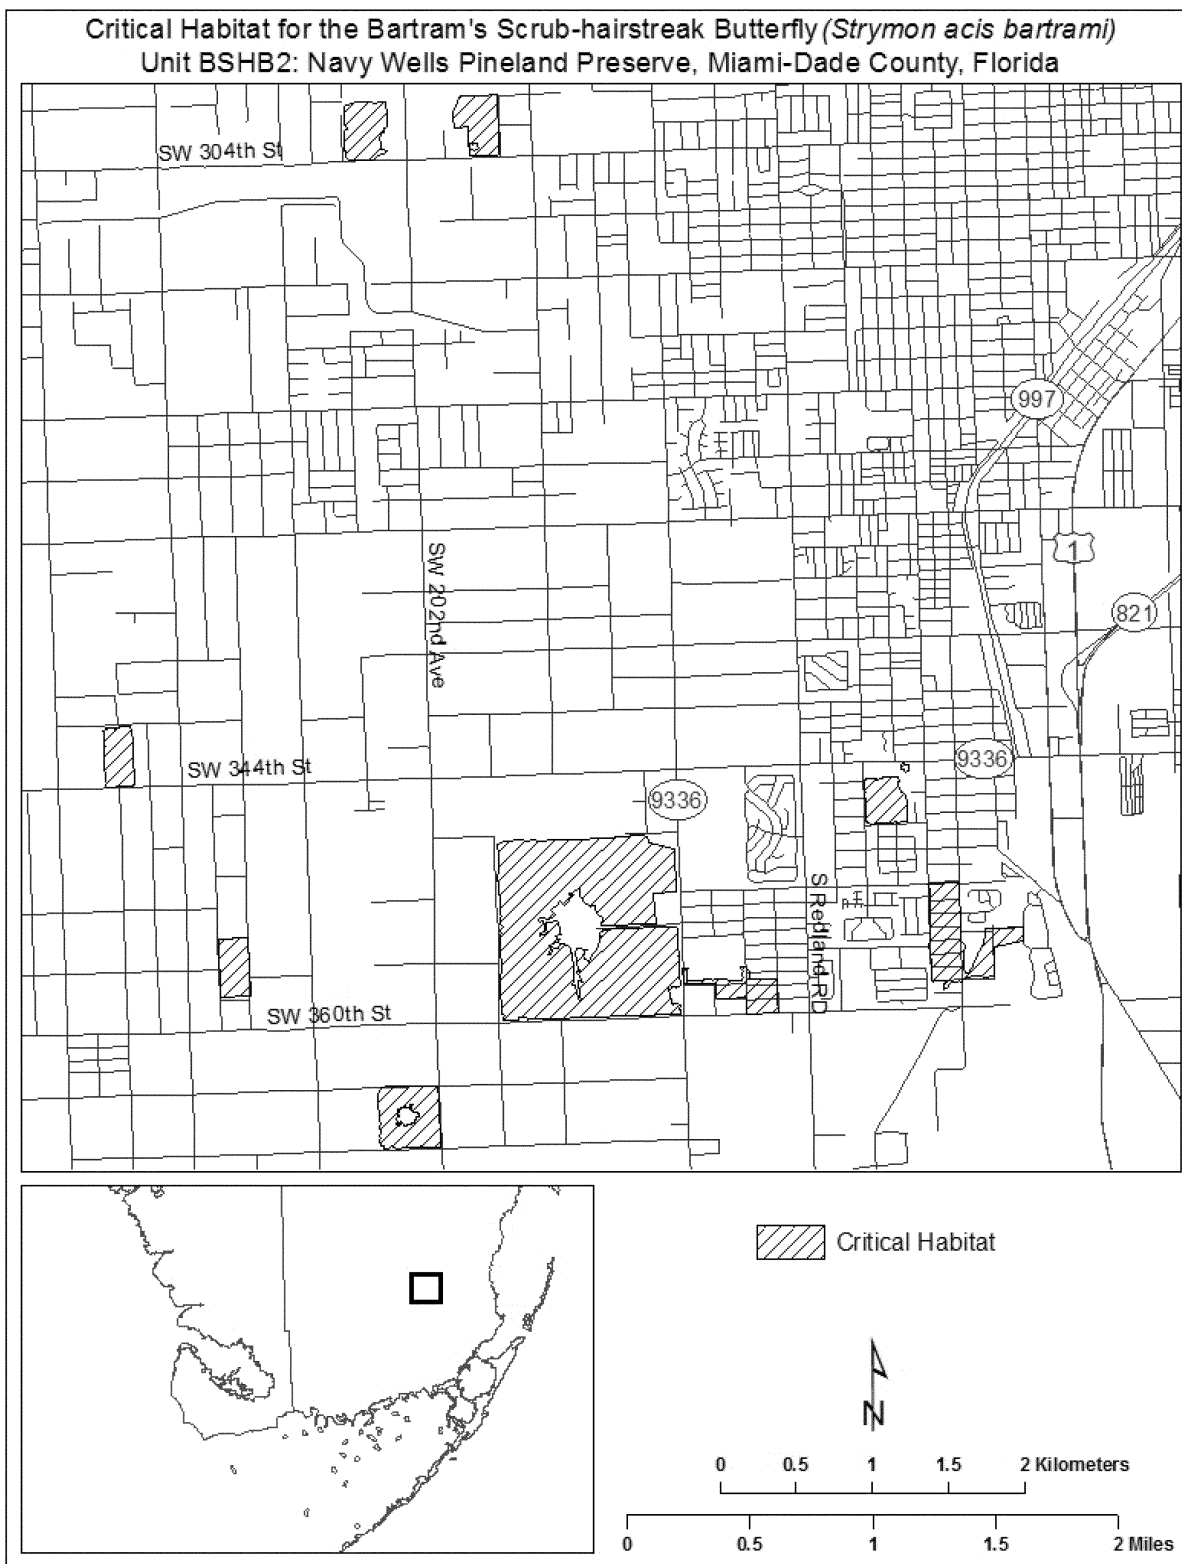 Critical Habitat for the Bartram's Scrub-hairstreak Butterfly (Strymon acis bartrami)
Unit BSHB2: Navy Wells Pineland Preserve, Miami-Dade County, Florida
SW 304th St
997
SW 202nd Ave
1
821
SW 344th St
9336
9336
S Redland RD
SW 360th St
Critical Habitat
N
0 0.5 1 1.5 2 Kilometers
0 0.5 1 1.5 2 Miles